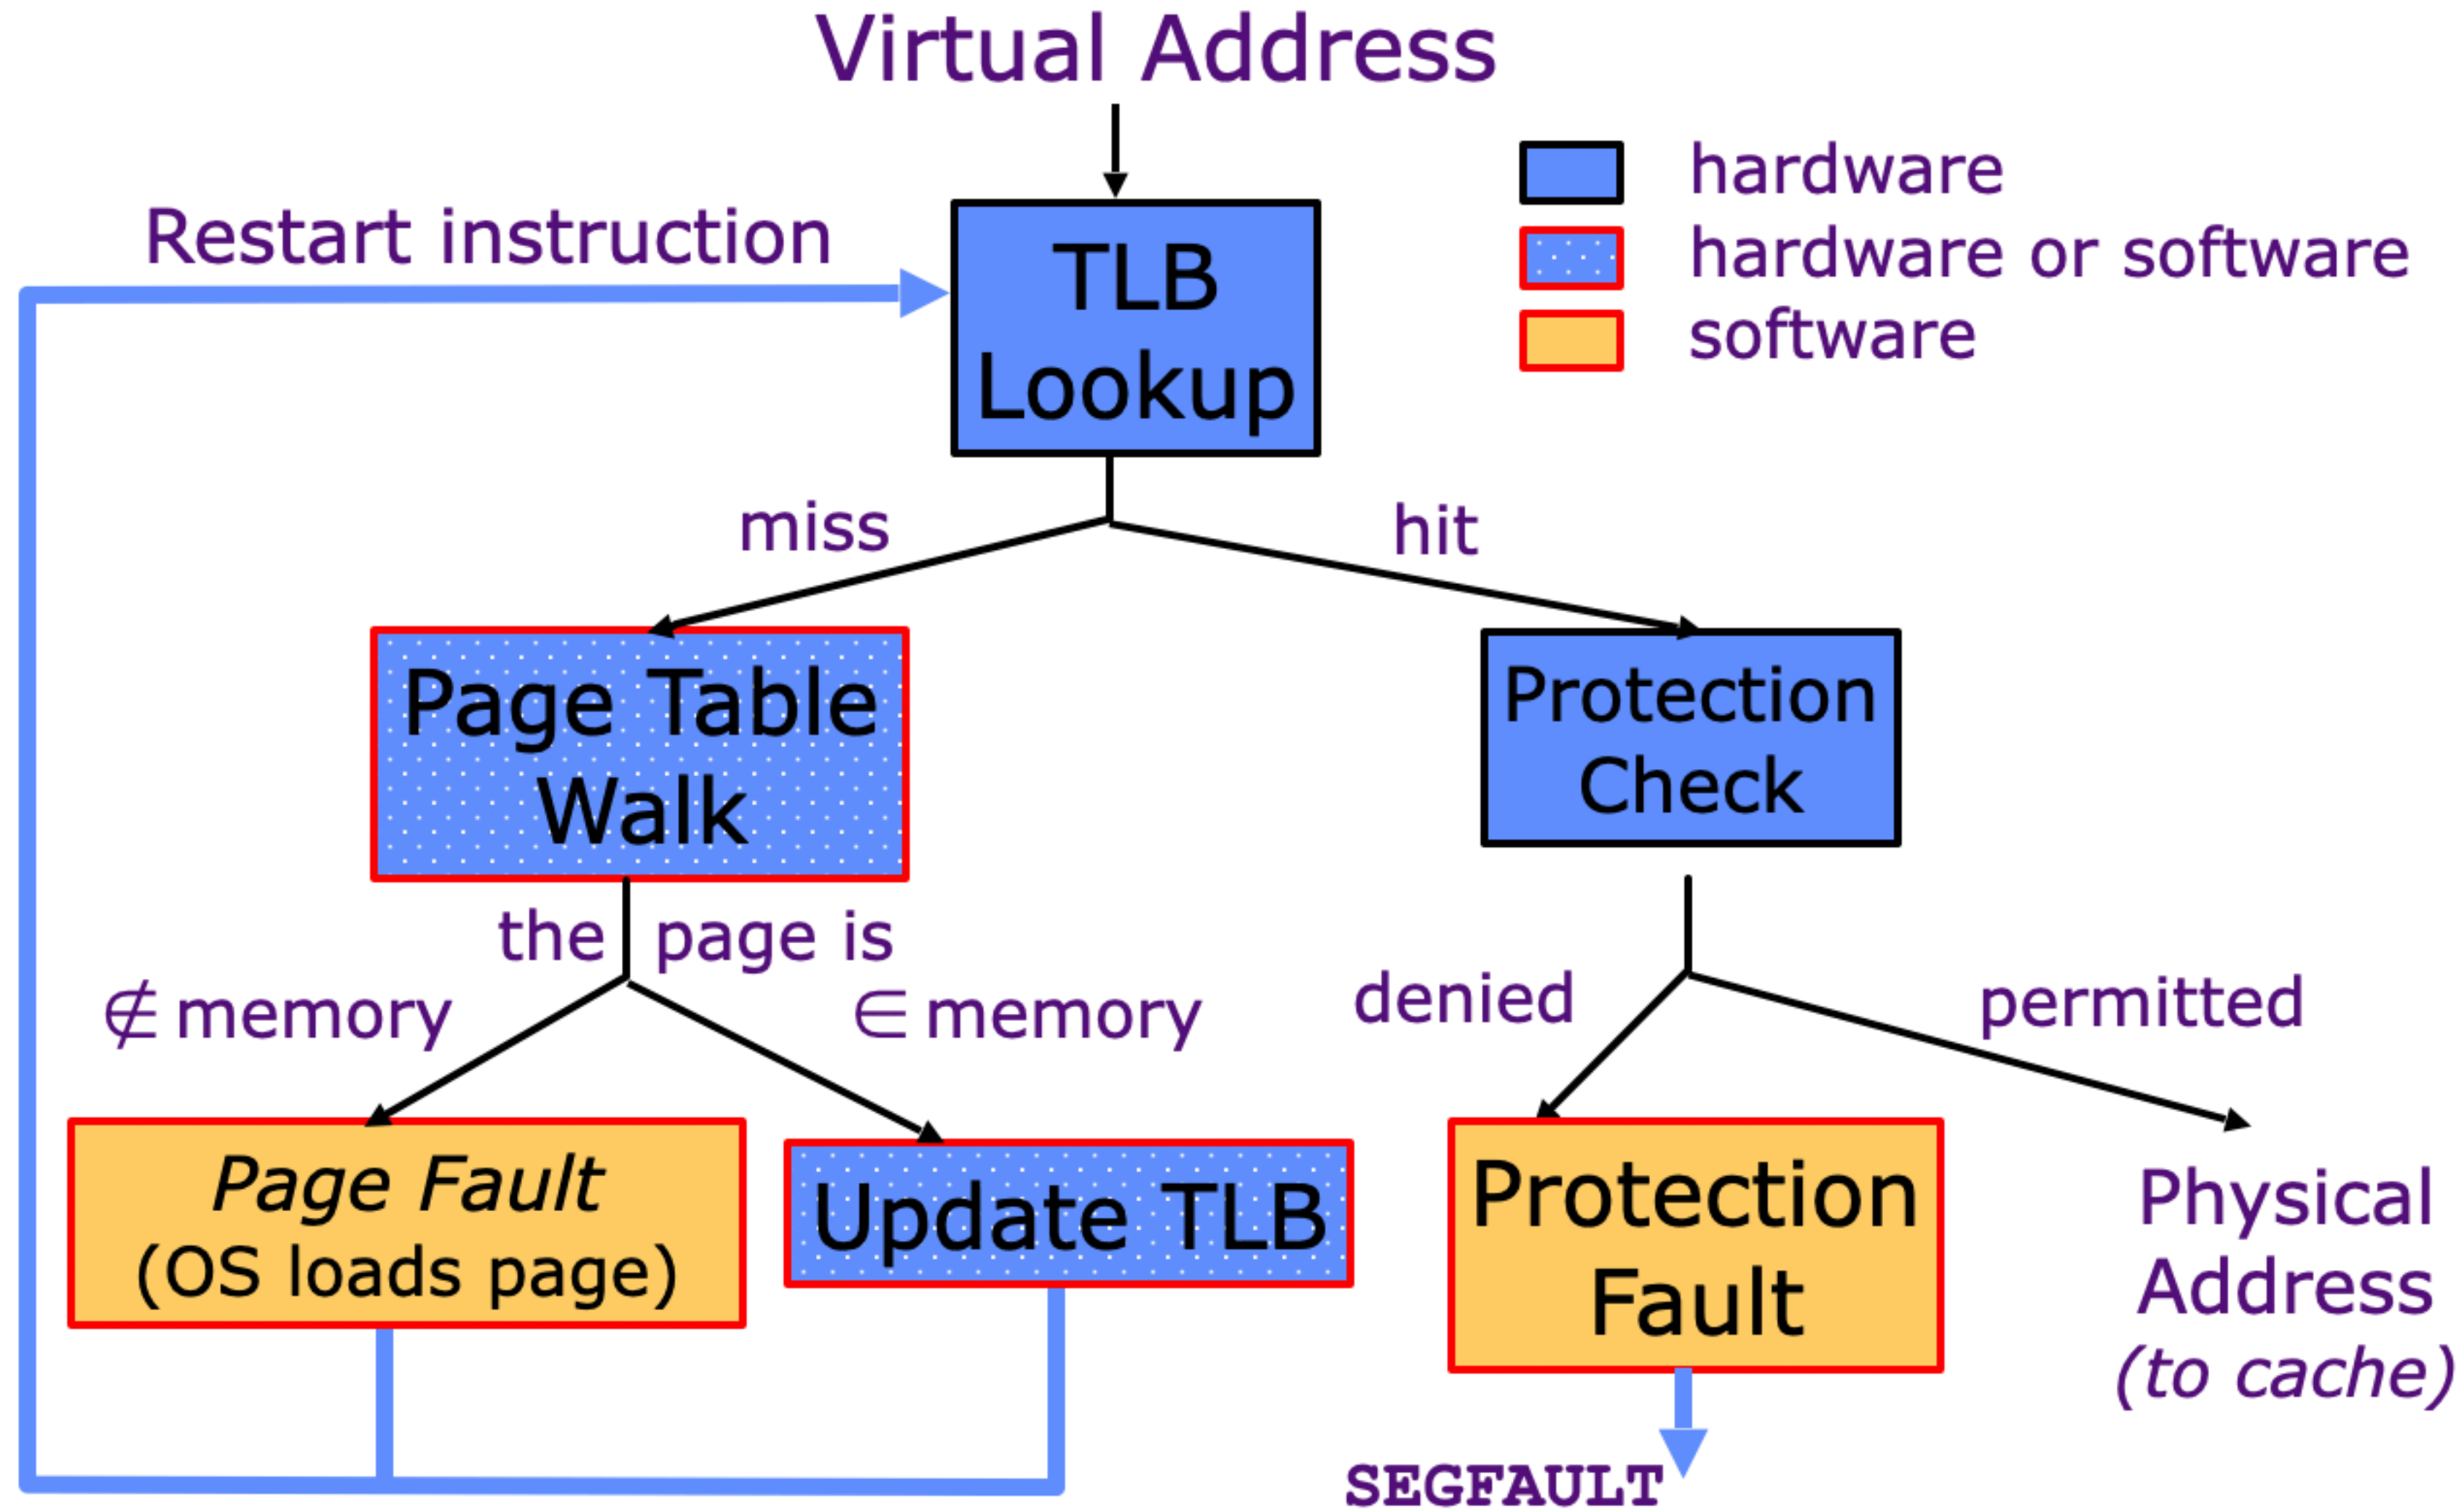 Virtual Address
hardware
hardware or software
software
Restart instruction
TLB
Lookup
miss
hit
Page Table
Walk
Protection
Check
the page is
∉ memory
∈ memory
denied
permitted
Page Fault
(OS loads page)
Update TLB
Protection
Fault
Physical
Address
(to cache)
SEGFAULT